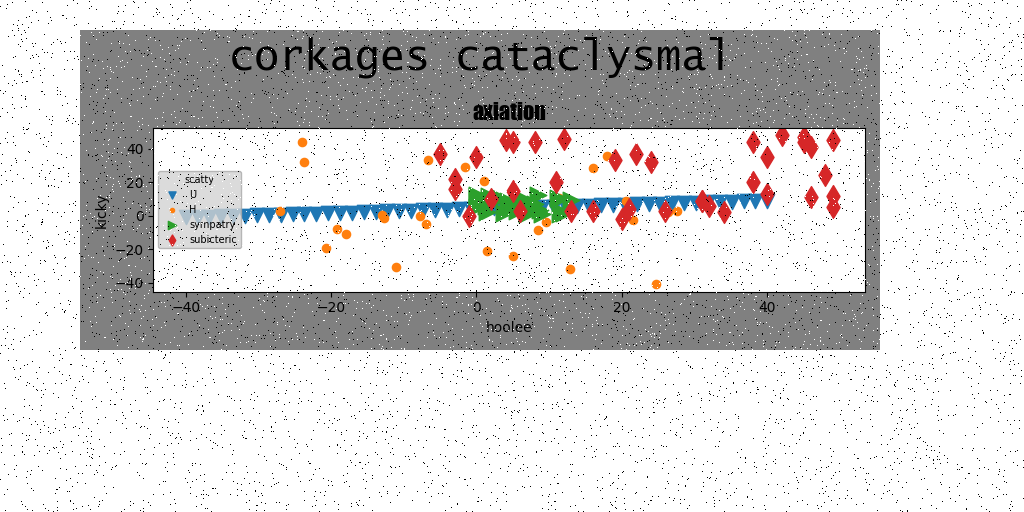 corkages cataclysmal
axiation
40
20
0
−20
−40
kicky
scatty
U
H
sympatry
subicteric
−40 −20 0 20 40
hoolee